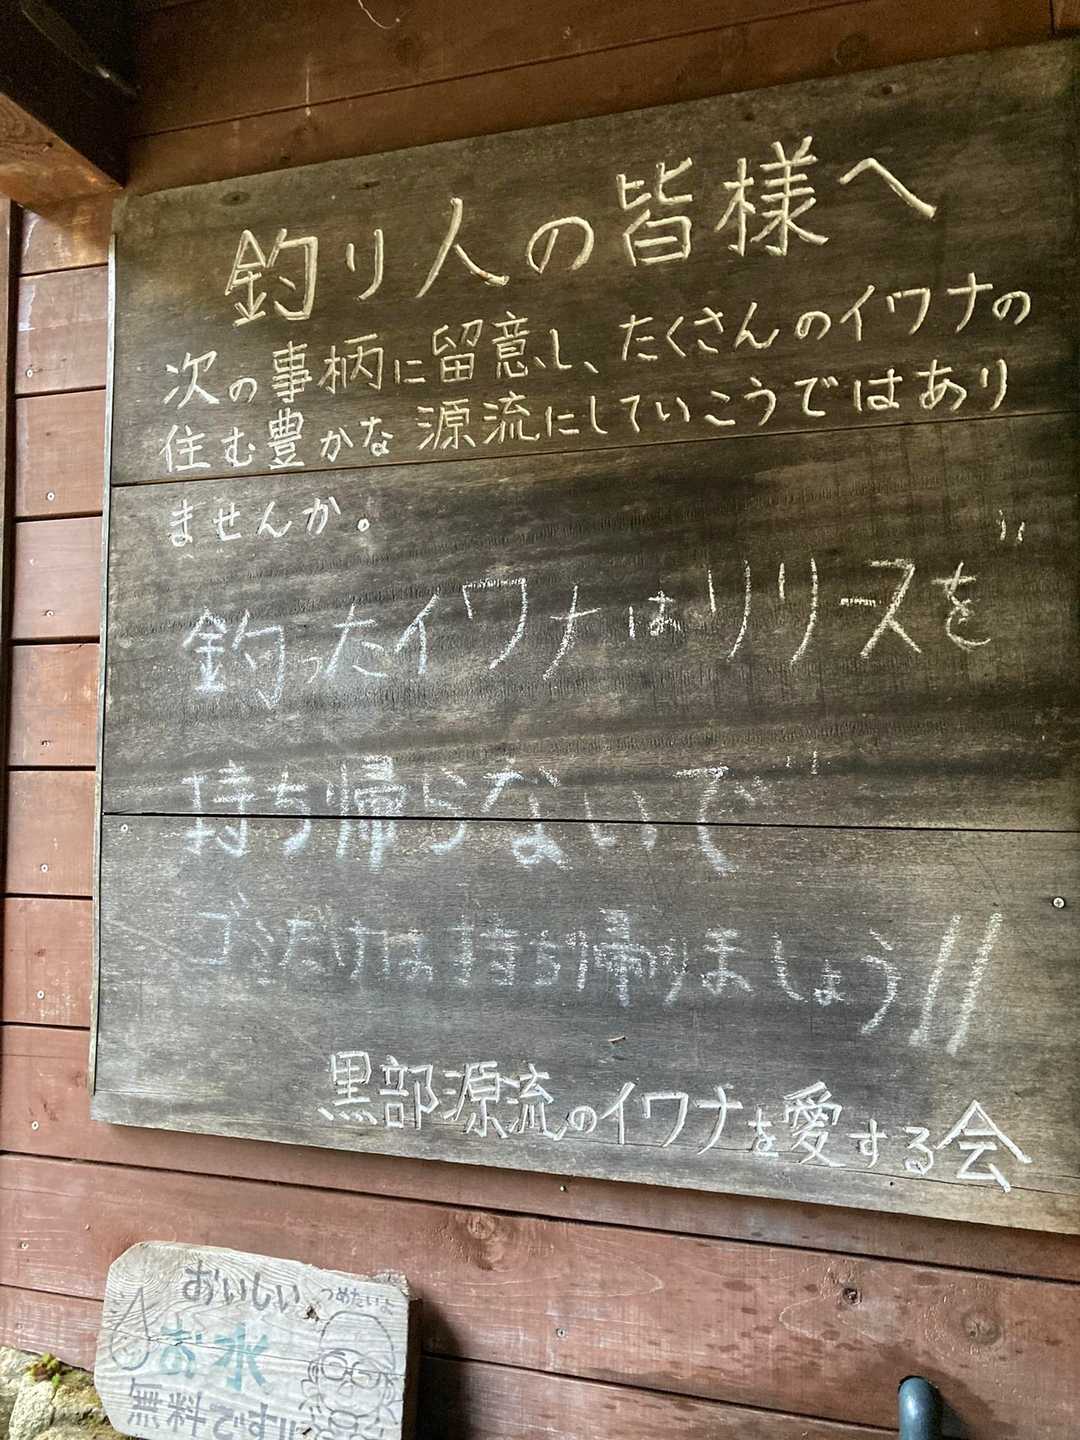 釣り人の皆様へ
次の事柄に留意し、たくさんのイワナの
住む豊かな源流にしていこうではあり
ませんか。
釣ったイワナはリリースを〃
持ち帰らないで〃
ゴミだけは持ち帰りましょう!!
黒部源流のイワナを愛する会
おいしい つめたいよ
お水
無料です!!